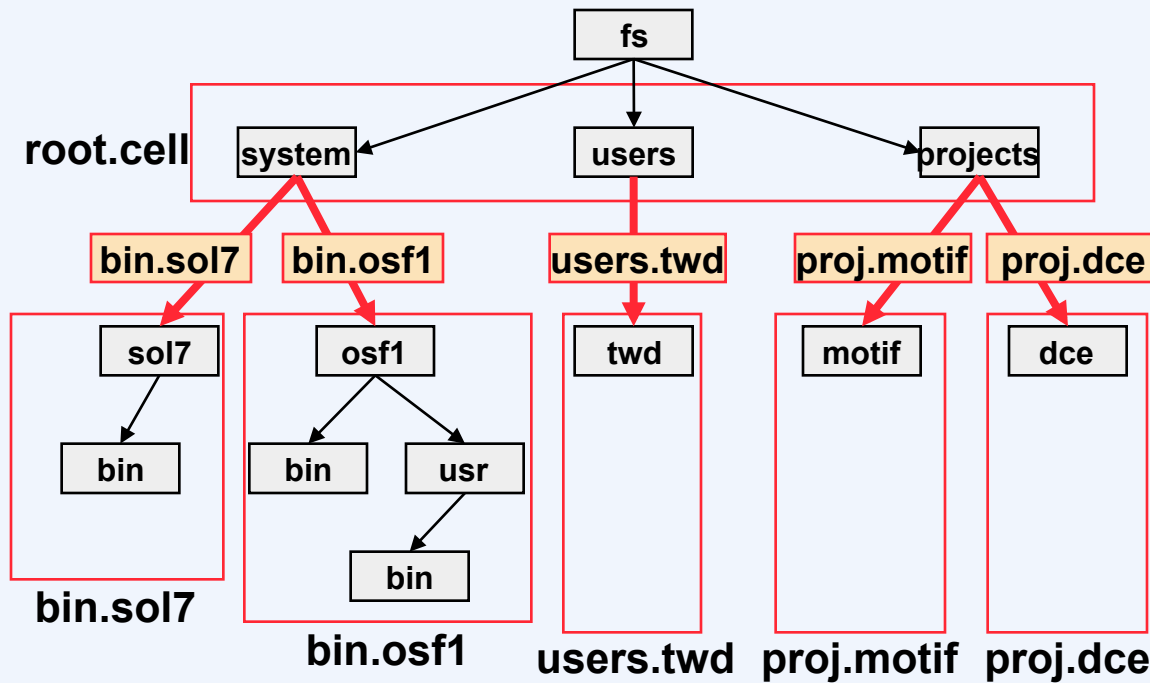 fs
root.cell
system
users
projects
bin.sol7
bin.osf1
users.twd
proj.motif
proj.dce
sol7
osf1
twd
motif
dce
bin
bin
usr
bin
bin.sol7
bin.osf1
users.twd
proj.motif
proj.dce